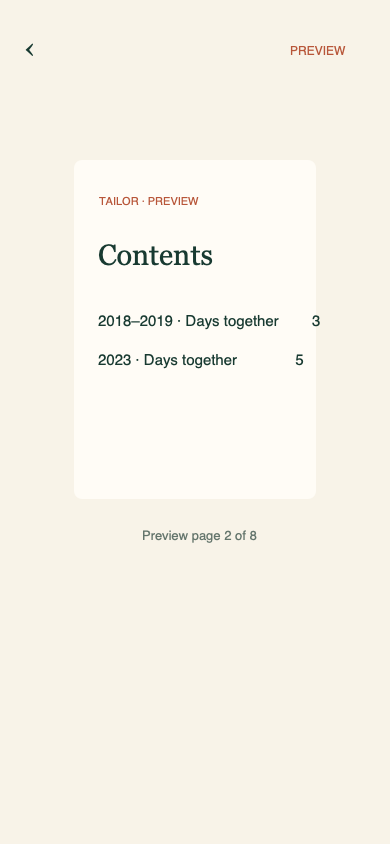 PREVIEW
TAILOR · PREVIEW
Contents
2018–2019 · Days together 3
2023 · Days together 5
Preview page 2 of 8